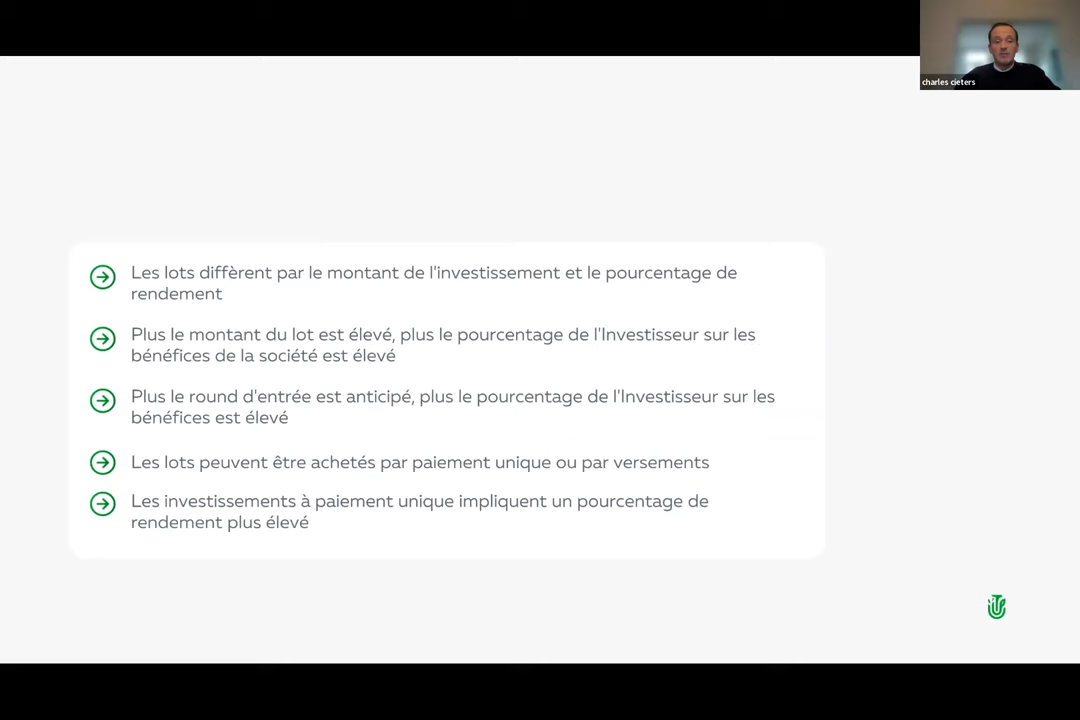 charles cieters
Les lots diffèrent par le montant de l'investissement et le pourcentage de
rendement
Plus le montant du lot est élevé, plus le pourcentage de l'Investisseur sur les
bénéfices de la société est élevé
Plus le round d'entrée est anticipé, plus le pourcentage de l'Investisseur sur les
bénéfices est élevé
Les lots peuvent être achetés par paiement unique ou par versements
Les investissements à paiement unique impliquent un pourcentage de
rendement plus élevé